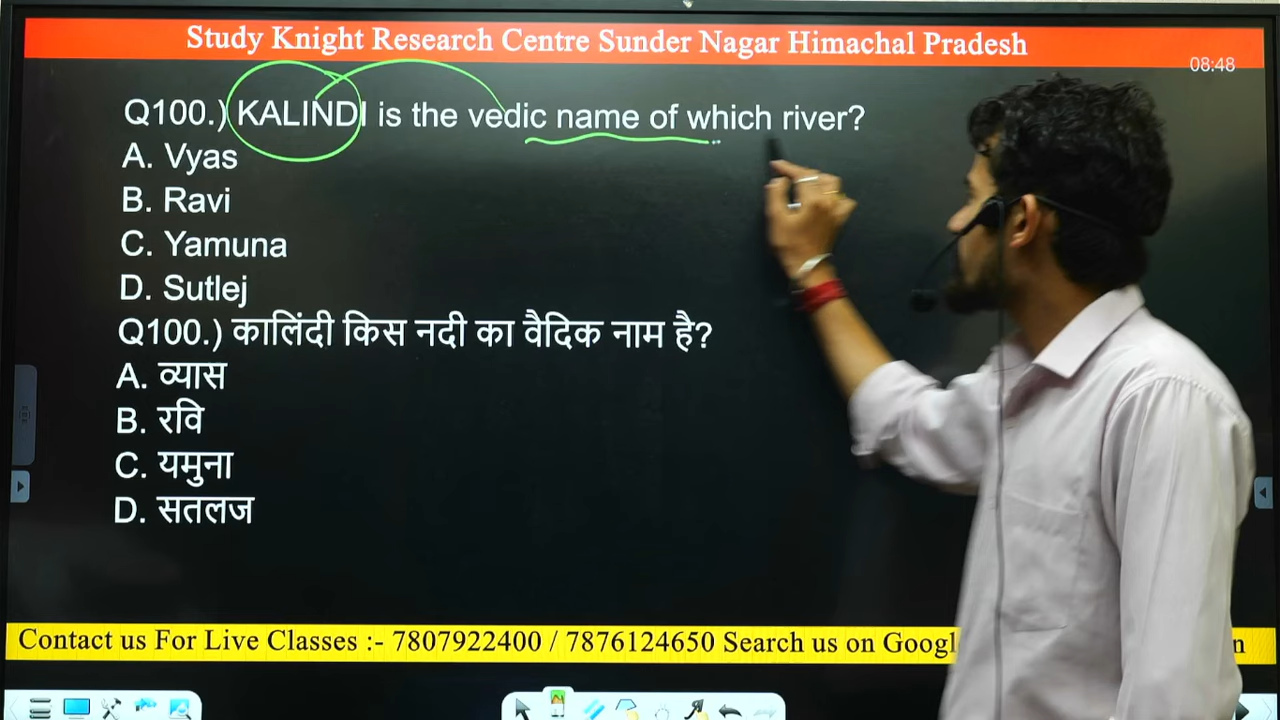 Study Knight Research Centre Sunder Nagar Himachal Pradesh
08:48
Q100.) KALINDI is the vedic name of which river?
A. Vyas
B. Ravi
C. Yamuna
D. Sutlej
Q100.) कालिंदी किस नदी का वैदिक नाम है?
A. व्यास
B. रवि
C. यमुना
D. सतलज
Contact us For Live Classes :- 7807922400 / 7876124650 Search us on Googl